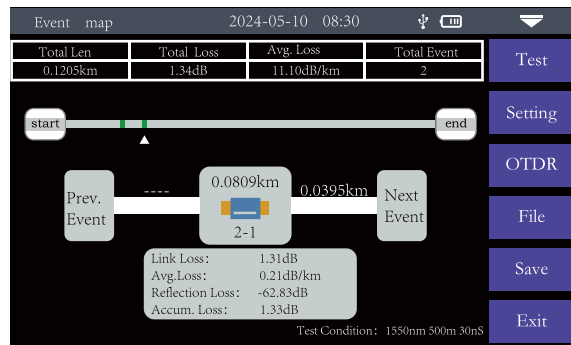 Event map 2024-05-10 08:30
Total Len Total Loss Avg. Loss Total Event
0.1205km 1.34dB 11.10dB/km 2
Test
Setting
OTDR
File
Save
Exit
start end
Prev. Event
----
0.0809km
2-1
0.0395km
Next Event
Link Loss: 1.31dB
Avg.Loss: 0.21dB/km
Reflection Loss: -62.83dB
Accum. Loss: 1.33dB
Test Condition: 1550nm 500m 30nS